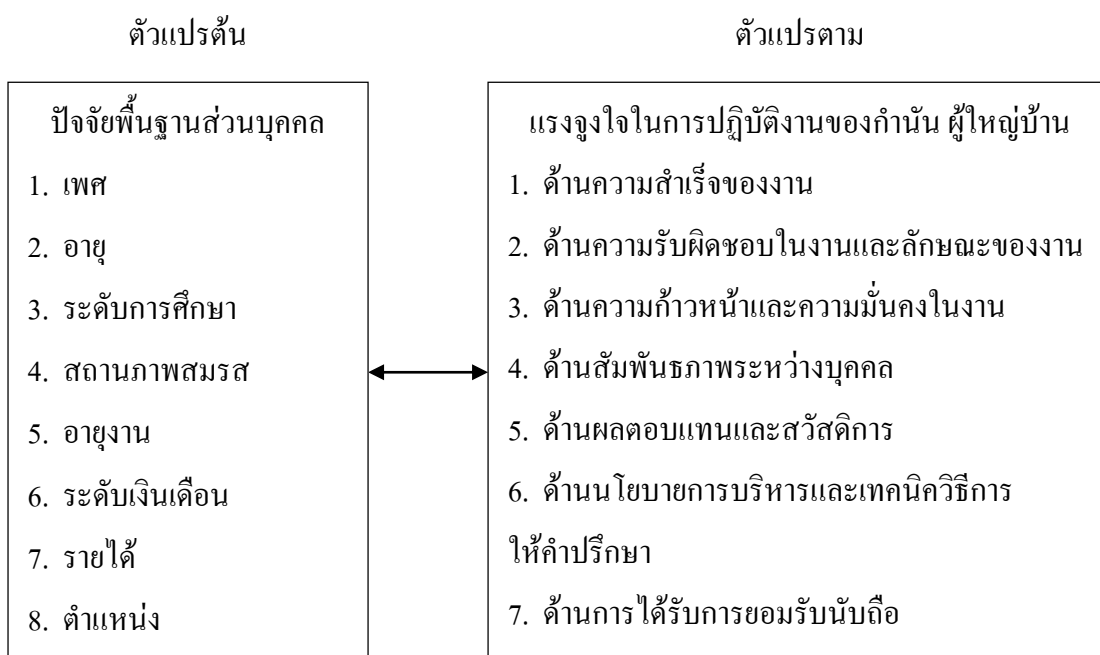 ตัวแปรต้น
ปัจจัยพื้นฐานส่วนบุคคล
1. เพศ
2. อายุ
3. ระดับการศึกษา
4. สถานภาพสมรส
5. อายุงาน
6. ระดับเงินเดือน
7. รายได้
8. ตำแหน่ง
ตัวแปรตาม
แรงจูงใจในการปฏิบัติงานของกำนัน ผู้ใหญ่บ้าน
1. ด้านความสำเร็จของงาน
2. ด้านความรับผิดชอบในงานและลักษณะของงาน
3. ด้านความก้าวหน้าและความมั่นคงในงาน
4. ด้านสัมพันธภาพระหว่างบุคคล
5. ด้านผลตอบแทนและสวัสดิการ
6. ด้านนโยบายการบริหารและเทคนิควิธีการ
ให้คำปรึกษา
7. ด้านการได้รับการยอมรับนับถือ